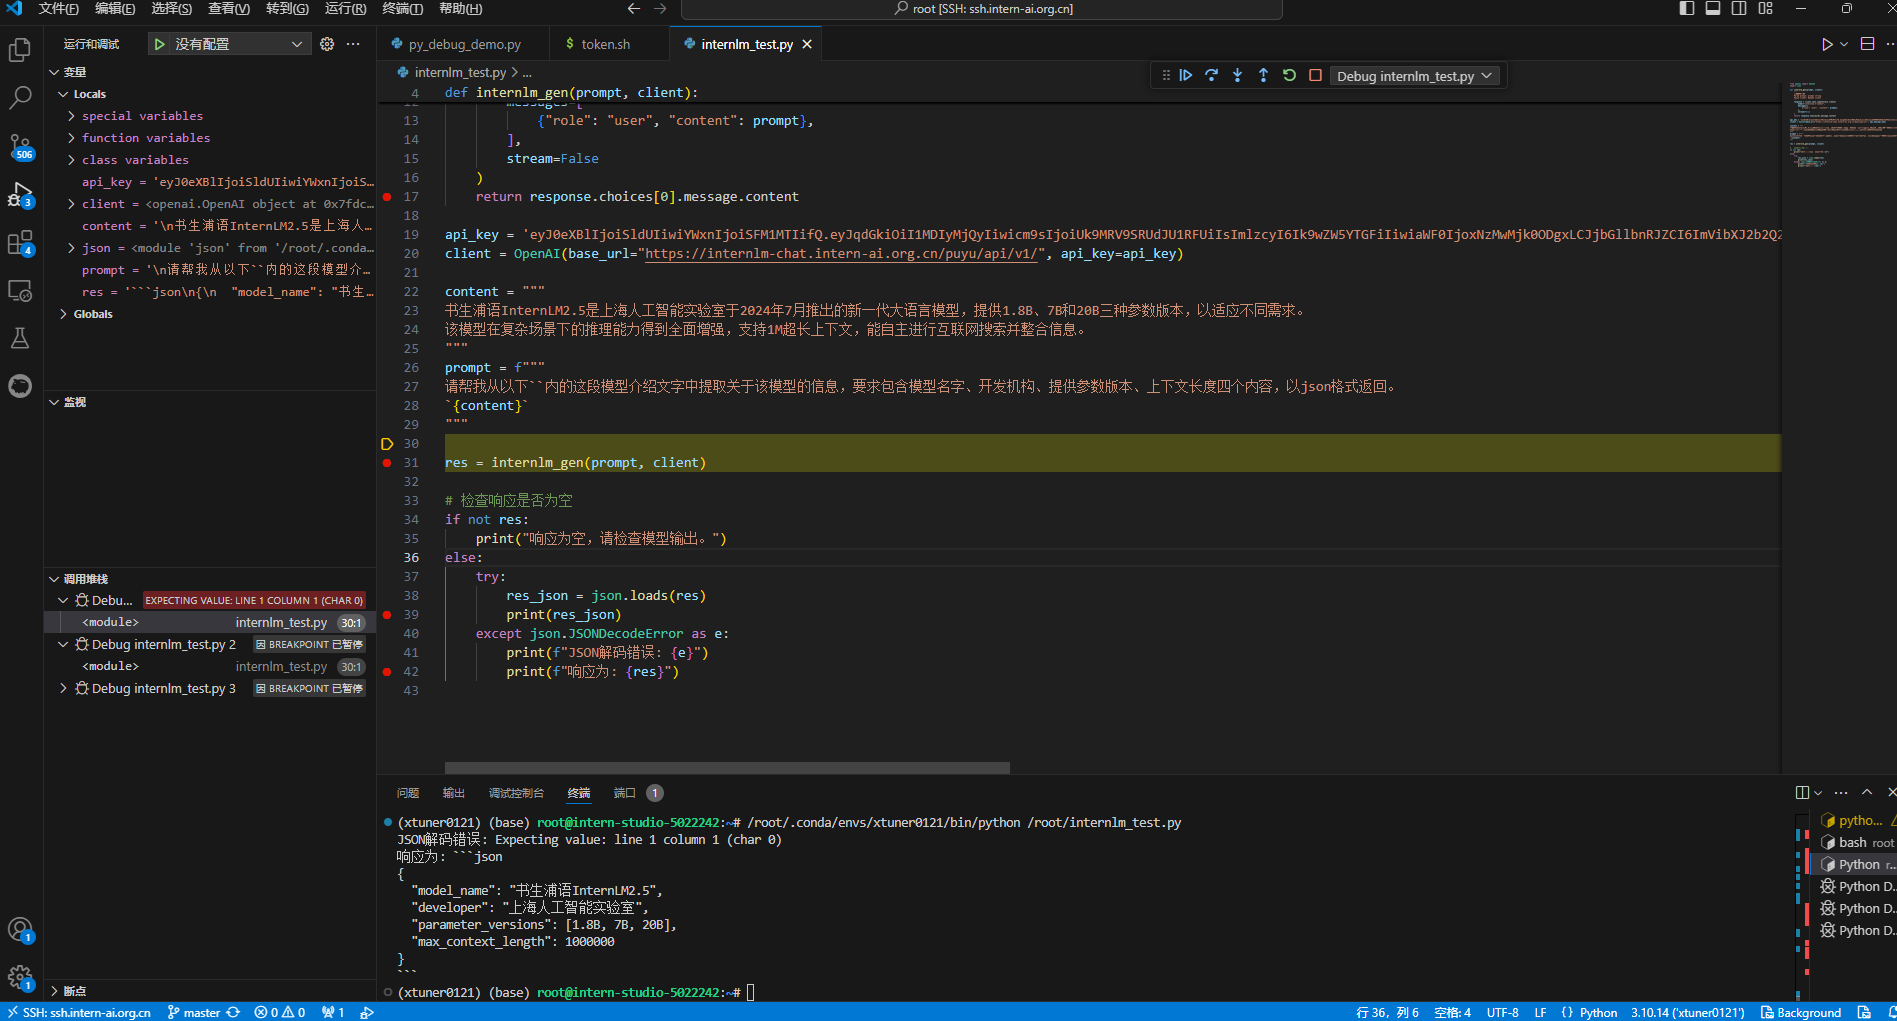 文件(F) 编辑(E) 选择(S) 查看(V) 转到(G) 运行(R) 终端(T) 帮助(H)
root [SSH: ssh.intern-ai.org.cn]
运行和调试 没有配置
py_debug_demo.py
$ token.sh
internlm_test.py
internlm_test.py > ...
Debug internlm_test.py
506
3
4
1
1
变量
Locals
special variables
function variables
class variables
api_key = 'eyJ0eXBlIjoiSldUIiwiYWxnIjoiS...
client = <openai.OpenAI object at 0x7fdc...
content = '\n书生浦语InternLM2.5是上海人...
json = <module 'json' from '/root/.conda...
prompt = '\n请帮我从以下``内的这段模型介...
res = '```json\n{\n  "model_name": "书生...
Globals
监视
调用堆栈
Debu... EXPECTING VALUE: LINE 1 COLUMN 1 (CHAR 0)
<module> internlm_test.py 30:1
Debug internlm_test.py 2 因 BREAKPOINT 已暂停
<module> internlm_test.py 30:1
Debug internlm_test.py 3 因 BREAKPOINT 已暂停
断点
4 def internlm_gen(prompt, client):
12 messages=[
13 {"role": "user", "content": prompt},
14 ],
15 stream=False
16 )
17 return response.choices[0].message.content
18
19 api_key =
20 client = OpenAI(base_url="https://internlm-chat.intern-ai.org.cn/puyu/api/v1/", api_key=api_key)
21
22 content = """
23 书生浦语InternLM2.5是上海人工智能实验室于2024年7月推出的新一代大语言模型，提供1.8B、7B和20B三种参数版本，以适应不同需求。
24 该模型在复杂场景下的推理能力得到全面增强，支持1M超长上下文，能自主进行互联网搜索并整合信息。
25 """
26 prompt = f"""
27 请帮我从以下``内的这段模型介绍文字中提取关于该模型的信息，要求包含模型名字、开发机构、提供参数版本、上下文长度四个内容，以json格式返回。
28 `{content}`
29 """
30
31 res = internlm_gen(prompt, client)
32
33 # 检查响应是否为空
34 if not res:
35 print("响应为空，请检查模型输出。")
36 else:
37 try:
38 res_json = json.loads(res)
39 print(res_json)
40 except json.JSONDecodeError as e:
41 print(f"JSON解码错误: {e}")
42 print(f"响应为: {res}")
43
问题 输出 调试控制台 终端 端口 1
(xtuner0121) (base) root@intern-studio-5022242:~# /root/.conda/envs/xtuner0121/bin/python /root/internlm_test.py
JSON解码错误: Expecting value: line 1 column 1 (char 0)
响应为: ```json
{
"model_name": "书生浦语InternLM2.5",
"developer": "上海人工智能实验室",
"parameter_versions": [1.8B, 7B, 20B],
"max_context_length": 1000000
}
```
(xtuner0121) (base) root@intern-studio-5022242:~#
pytho...
bash root
Python r...
Python D...
Python D...
Python D...
SSH: ssh.intern-ai.org.cn master 0 0 1
行 36，列 6 空格: 4 UTF-8 LF {} Python 3.10.14 ('xtuner0121') Background